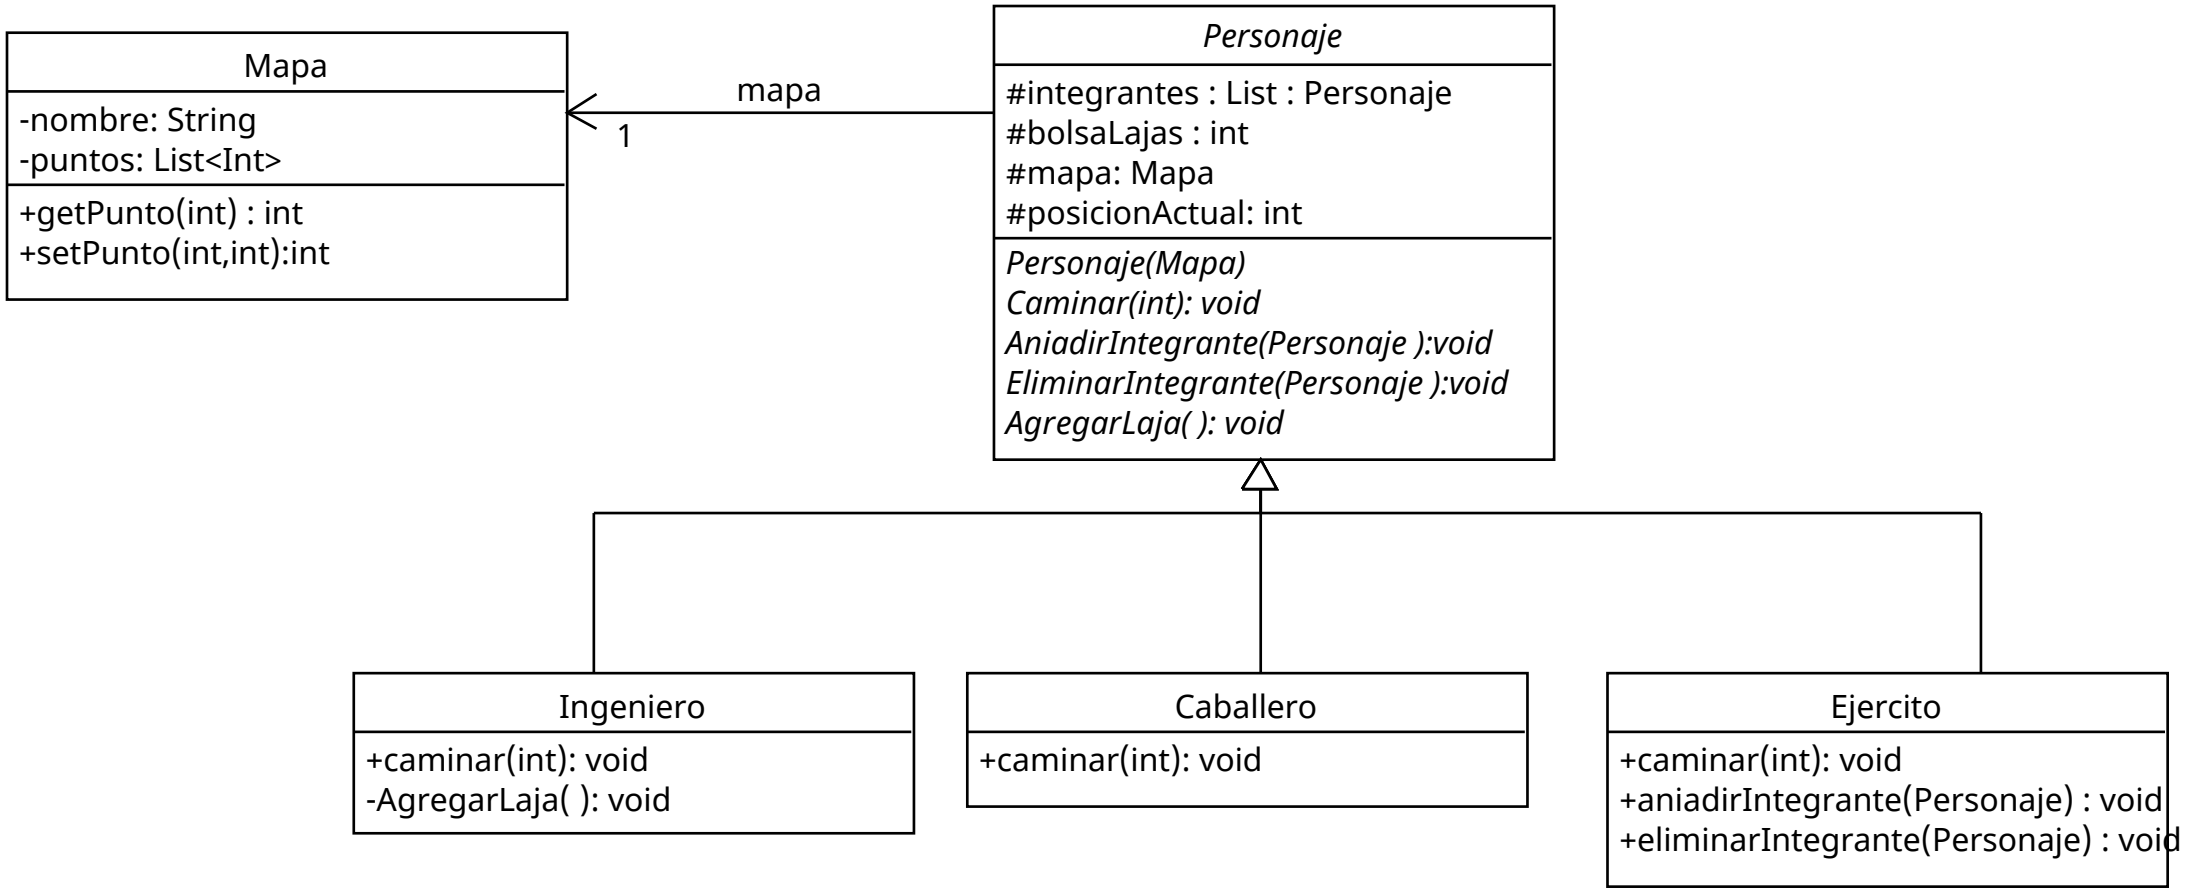 Mapa
-nombre: String
-puntos: List<Int>
+getPunto(int) : int
+setPunto(int,int):int
mapa
1
Personaje
#integrantes : List : Personaje
#bolsaLajas : int
#mapa: Mapa
#posicionActual: int
Personaje(Mapa)
Caminar(int): void
AniadirIntegrante(Personaje ):void
EliminarIntegrante(Personaje ):void
AgregarLaja( ): void
Ingeniero
+caminar(int): void
-AgregarLaja( ): void
Caballero
+caminar(int): void
Ejercito
+caminar(int): void
+aniadirIntegrante(Personaje) : void
+eliminarIntegrante(Personaje) : void